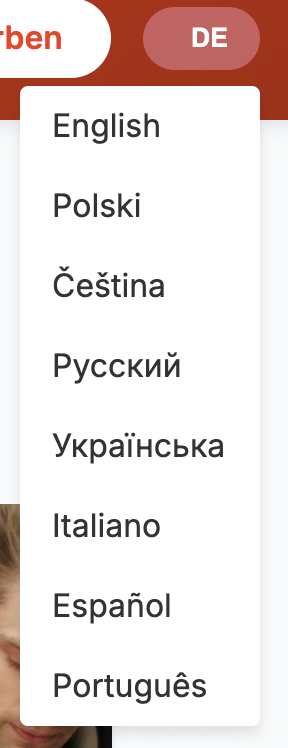 rben
DE
English
Polski
Čeština
Русский
Українська
Italiano
Español
Português